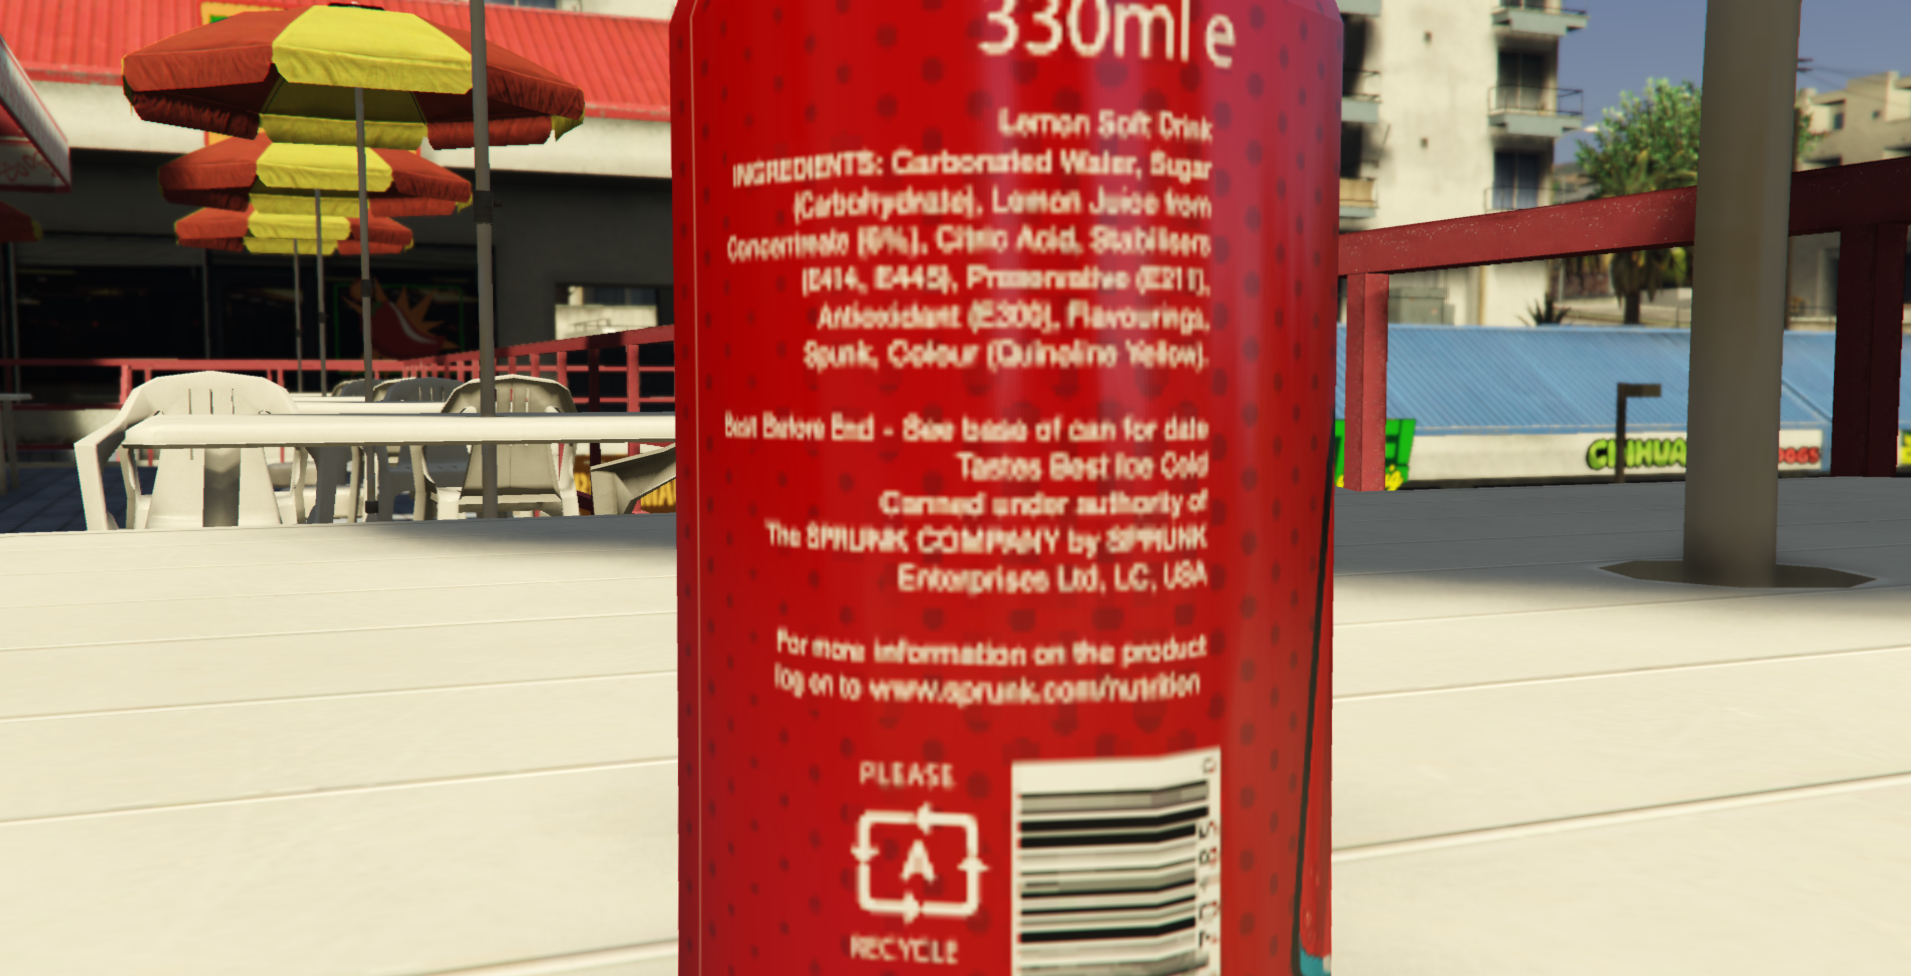 330ml e
Lemon Soft Drink
INGREDIENTS: Carbonated Water, Sugar
(Carbohydrate), Lemon Juice from
Concentrate (6%), Citric Acid, Stabilisers
(E414, E445), Preservative (E211),
Antioxidant (E300), Flavourings,
Spunk, Colour (Quinoline Yellow).
Best Before End - See base of can for date
Tastes Best Ice Cold
Canned under authority of
The SPRUNK COMPANY by SPRUNK
Enterprises Ltd, LC, USA
For more information on the product
log on to www.sprunk.com/nutrition
PLEASE
A
RECYCLE
CHIHUA
DOGS